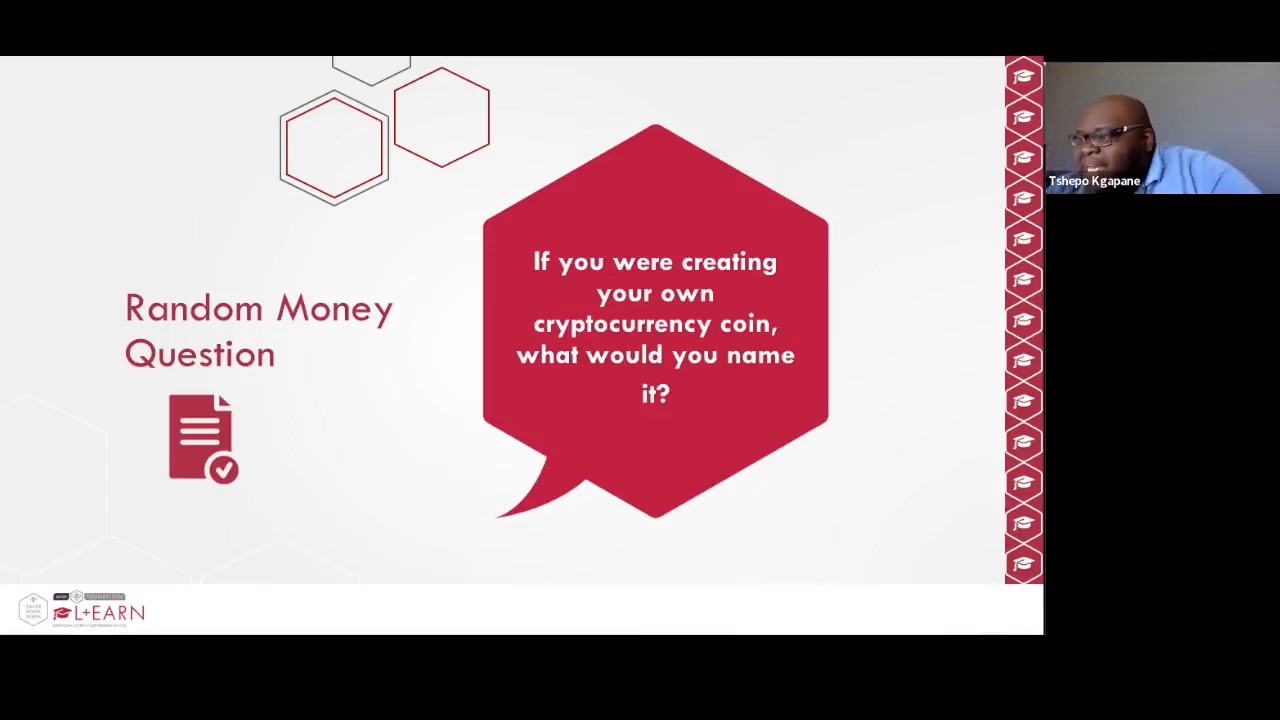 Random Money
Question
If you were creating
your own
cryptocurrency coin,
what would you name
it?
Tshepo Kgapane
L+EARN